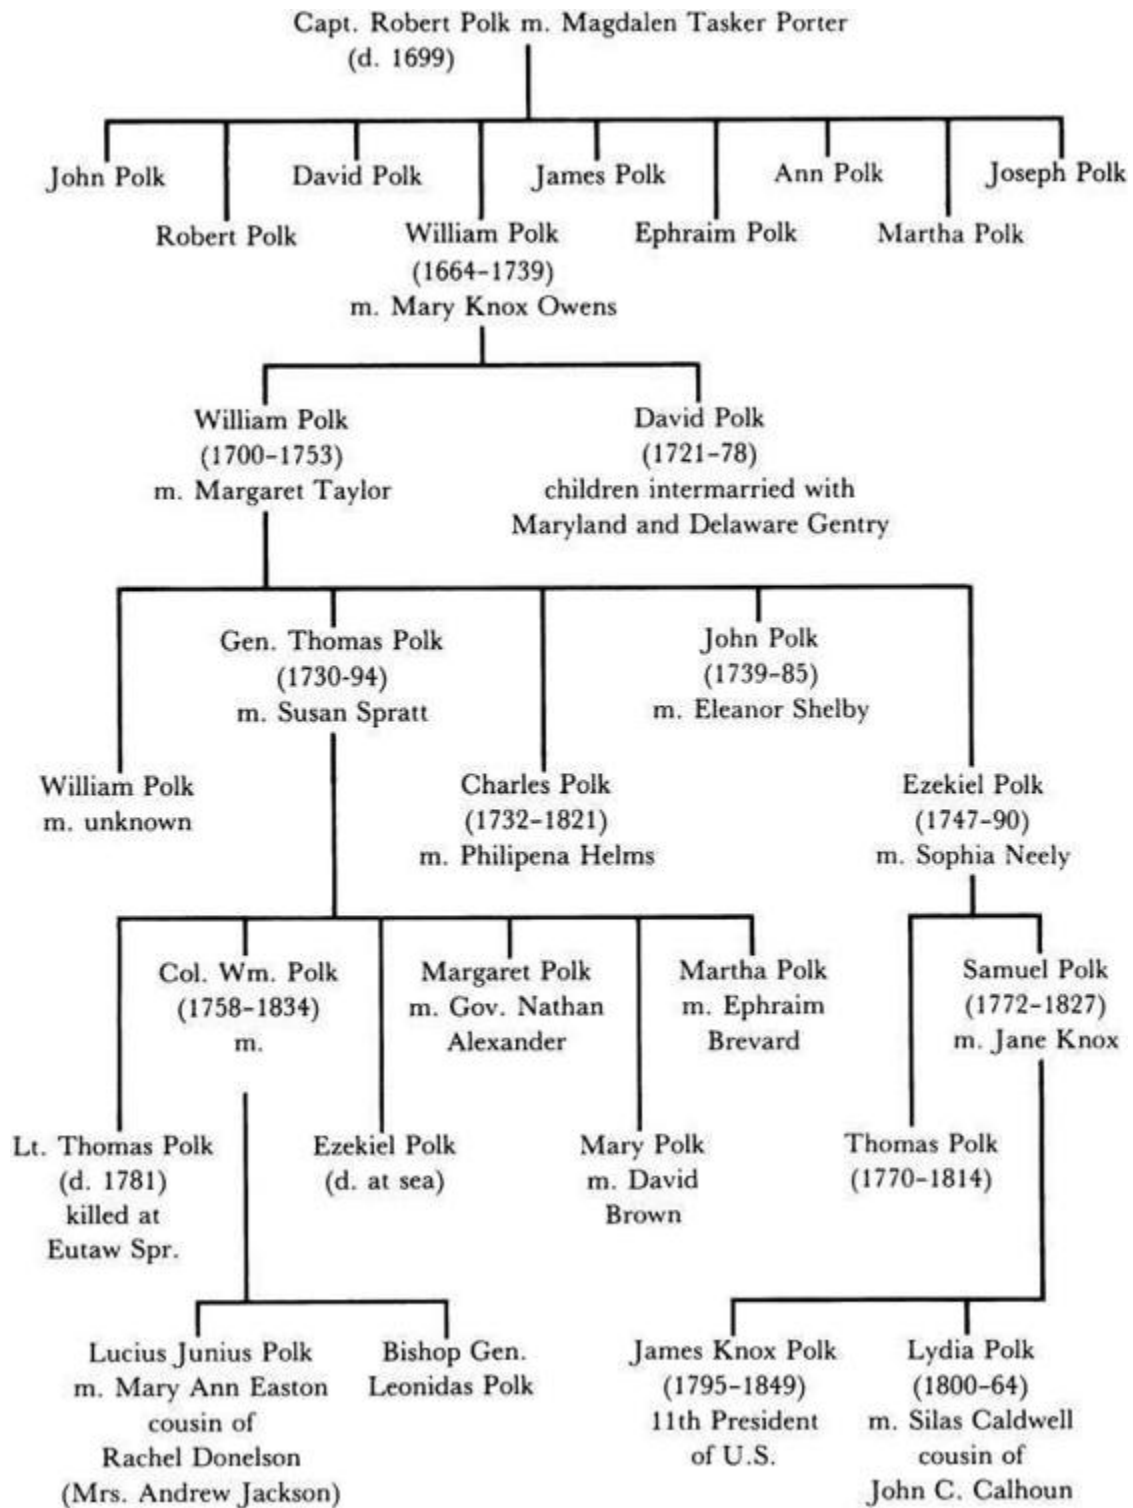 Capt. Robert Polk m. Magdalen Tasker Porter
(d. 1699)
John Polk
David Polk
James Polk
Ann Polk
Joseph Polk
Robert Polk
William Polk
(1664–1739)
m. Mary Knox Owens
Ephraim Polk
Martha Polk
William Polk
(1700–1753)
m. Margaret Taylor
David Polk
(1721–78)
children intermarried with
Maryland and Delaware Gentry
Gen. Thomas Polk
(1730-94)
m. Susan Spratt
John Polk
(1739–85)
m. Eleanor Shelby
William Polk
m. unknown
Charles Polk
(1732–1821)
m. Philipena Helms
Ezekiel Polk
(1747–90)
m. Sophia Neely
Col. Wm. Polk
(1758–1834)
m.
Margaret Polk
m. Gov. Nathan
Alexander
Martha Polk
m. Ephraim
Brevard
Samuel Polk
(1772–1827)
m. Jane Knox
Lt. Thomas Polk
(d. 1781)
killed at
Eutaw Spr.
Ezekiel Polk
(d. at sea)
Mary Polk
m. David
Brown
Thomas Polk
(1770–1814)
Lucius Junius Polk
m. Mary Ann Easton
cousin of
Rachel Donelson
(Mrs. Andrew Jackson)
Bishop Gen.
Leonidas Polk
James Knox Polk
(1795–1849)
11th President
of U.S.
Lydia Polk
(1800–64)
m. Silas Caldwell
cousin of
John C. Calhoun